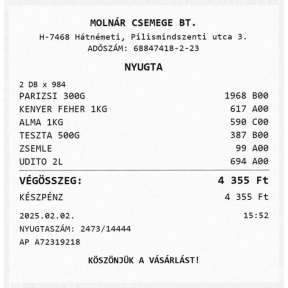 MOLNÁR CSEMEGE BT.
H-7468 Hátnémeti, Pilismindszenti utca 3.
ADÓSZÁM: 68847418-2-23
NYUGTA
2 DB x 984
PARIZSI 300G 1968 B00
KENYER FEHER 1KG 617 A00
ALMA 1KG 590 C00
TESZTA 500G 387 B00
ZSEMLE 99 A00
UDITO 2L 694 A00
VÉGÖSSZEG: 4 355 Ft
KÉSZPÉNZ 4 355 Ft
2025.02.02. 15:52
NYUGTASZÁM: 2473/14444
AP A72319218
KÖSZÖNJÜK A VÁSÁRLÁST!